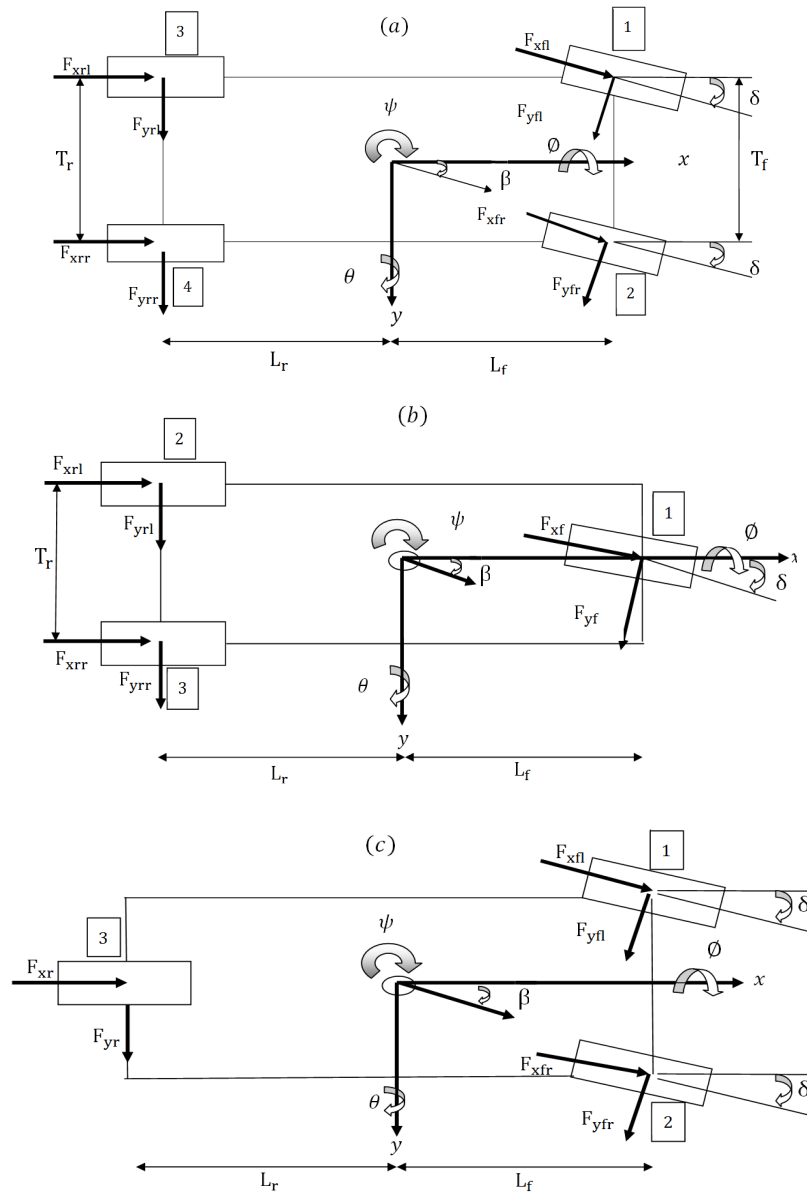 (a)
3
1
F_xrl
F_xfl
ψ
δ
F_yrl
F_yfl
T_r
∅
x
T_f
β
F_xfr
F_xrr
θ
δ
F_yrr
4
F_yfr
2
y
L_r
L_f
(b)
2
F_xrl
1
F_yrl
ψ
F_xf
∅
T_r
x
β
δ
F_yf
F_xrr
F_yrr
3
θ
y
L_r
L_f
(c)
1
F_xfl
3
ψ
δ
F_yfl
F_xr
∅
x
β
F_yr
F_xfr
θ
δ
y
F_yfr
2
L_r
L_f